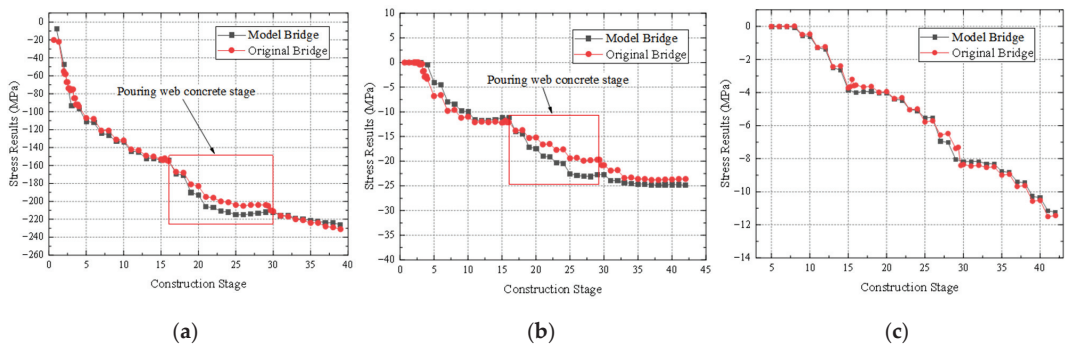 0
-20
-40
-60
-80
-100
-120
-140
-160
-180
-200
-220
-240
-260
Stress Results (MPa)
Model Bridge
Original Bridge
Pouring web concrete stage
0 5 10 15 20 25 30 35 40
Construction Stage
(a)
10
5
0
-5
-10
-15
-20
-25
-30
-35
-40
Stress Results (MPa)
Model Bridge
Original Bridge
Pouring web concrete stage
0 5 10 15 20 25 30 35 40 45
Construction Stage
(b)
0
-2
-4
-6
-8
-10
-12
-14
Stress Results (MPa)
Model Bridge
Original Bridge
5 10 15 20 25 30 35 40
Construction Stage
(c)